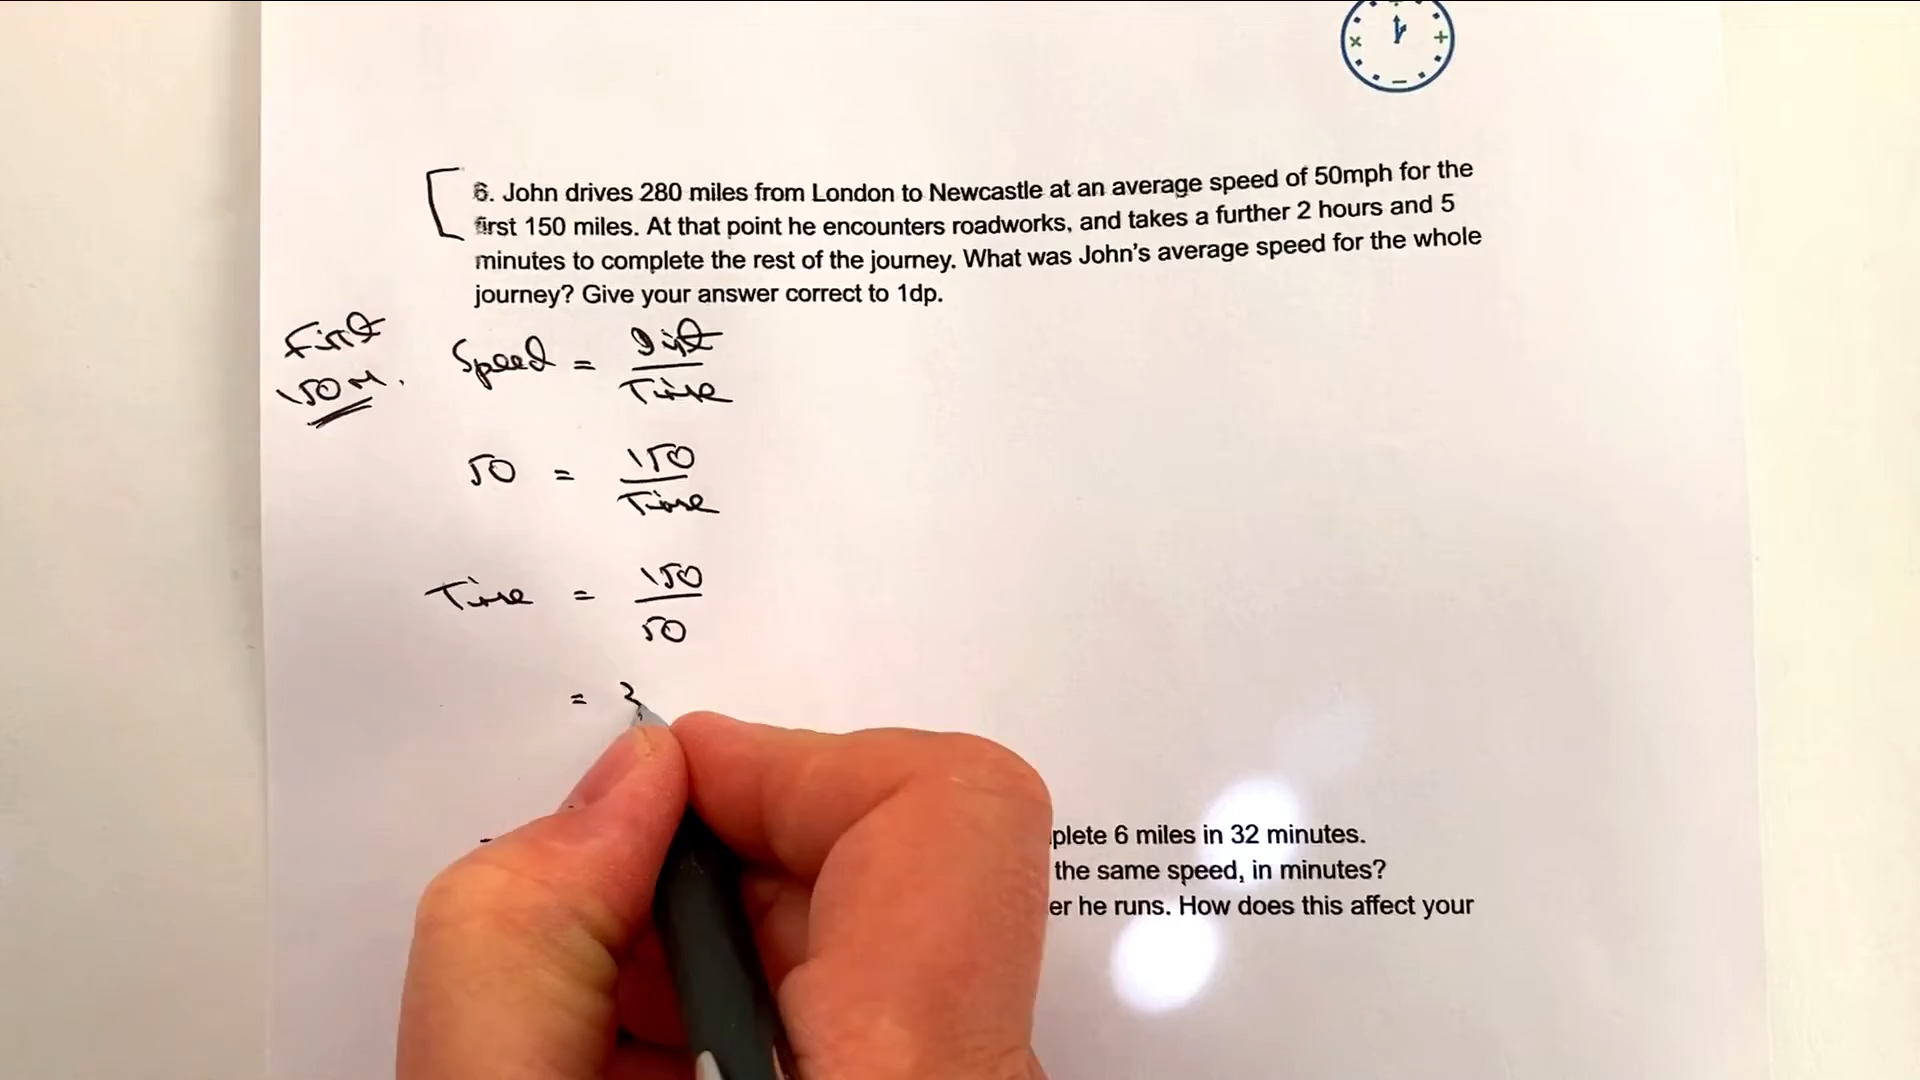 6. John drives 280 miles from London to Newcastle at an average speed of 50mph for the
first 150 miles. At that point he encounters roadworks, and takes a further 2 hours and 5
minutes to complete the rest of the journey. What was John's average speed for the whole
journey? Give your answer correct to 1dp.
First
150M.
Speed = Dist
Time
50 = 150
Time
Time = 150
50
= 3
plete 6 miles in 32 minutes.
the same speed, in minutes?
er he runs. How does this affect your